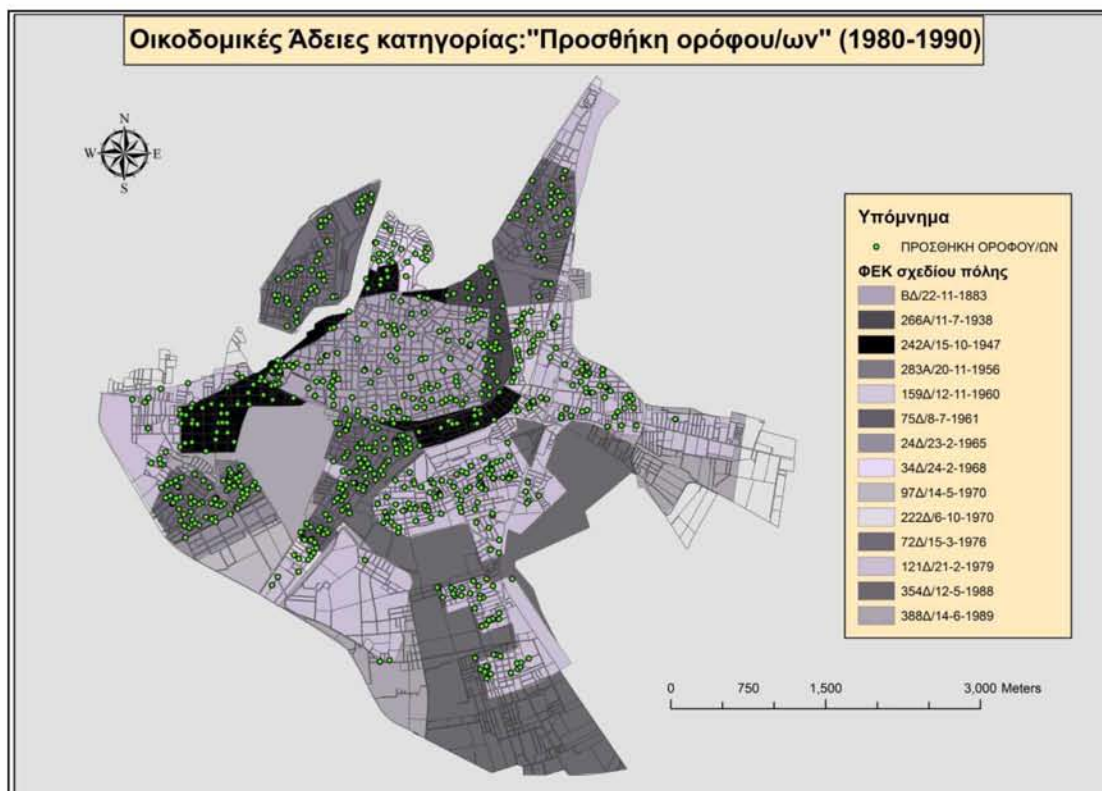 Οικοδομικές Άδειες κατηγορίας:"Προσθήκη ορόφου/ων" (1980-1990)
N
W E
S
Υπόμνημα
ΠΡΟΣΘΗΚΗ ΟΡΟΦΟΥ/ΩΝ
ΦΕΚ σχεδίου πόλης
ΒΔ/22-11-1883
266Α/11-7-1938
242Α/15-10-1947
283Α/20-11-1956
159Δ/12-11-1960
75Δ/8-7-1961
24Δ/23-2-1965
34Δ/24-2-1968
97Δ/14-5-1970
222Δ/6-10-1970
72Δ/15-3-1976
121Δ/21-2-1979
354Δ/12-5-1988
388Δ/14-6-1989
0 750 1,500 3,000 Meters